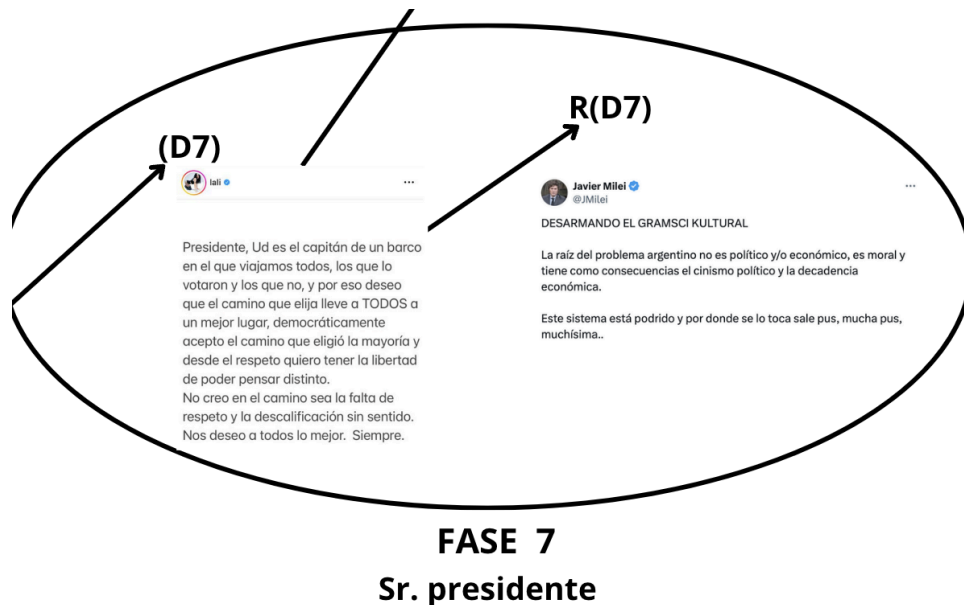 R(D7)
(D7)
lali
Presidente, Ud es el capitán de un barco
en el que viajamos todos, los que lo
votaron y los que no, y por eso deseo
que el camino que elija lleve a TODOS a
un mejor lugar, democráticamente
acepto el camino que eligió la mayoría y
desde el respeto quiero tener la libertad
de poder pensar distinto.
No creo en el camino sea la falta de
respeto y la descalificación sin sentido.
Nos deseo a todos lo mejor. Siempre.
Javier Milei
@JMilei
DESARMANDO EL GRAMSCI KULTURAL
La raíz del problema argentino no es político y/o económico, es moral y
tiene como consecuencias el cinismo político y la decadencia
económica.
Este sistema está podrido y por donde se lo toca sale pus, mucha pus,
muchísima..
FASE 7
Sr. presidente